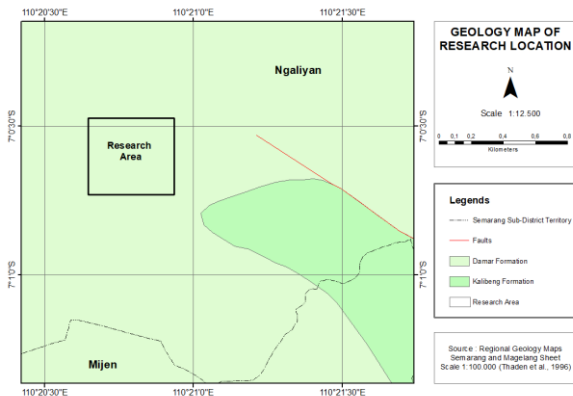 110°20'30"E 110°21'0"E 110°21'30"E
GEOLOGY MAP OF
RESEARCH LOCATION
N
Scale 1:12.500
0 0,1 0,2 0,4 0,6 0,8
Kilometers
Ngaliyan
7°0'30"S 7°0'30"S
Research
Area
Legends
Semarang Sub-District Territory
Faults
Damar Formation
Kalibeng Formation
Research Area
7°1'0"S 7°1'0"S
Mijen
Source : Regional Geology Maps
Semarang and Magelang Sheet
Scale 1:100.000 (Thaden et al., 1996)
110°20'30"E 110°21'0"E 110°21'30"E